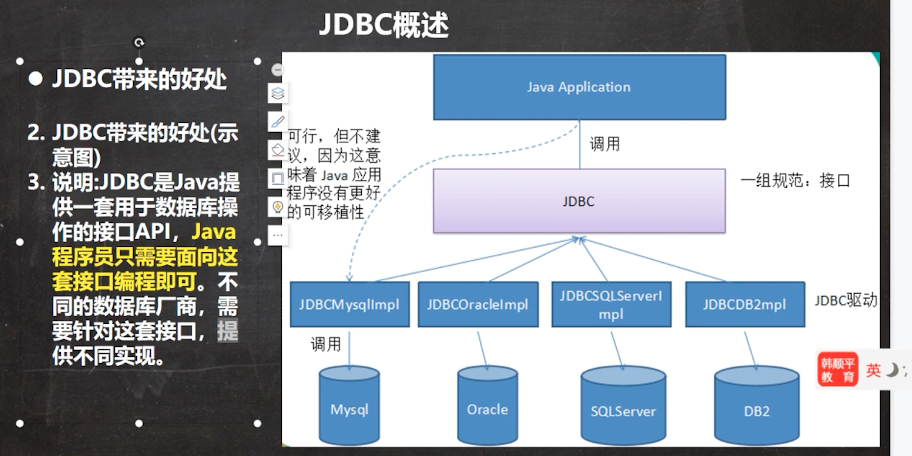 JDBC概述
● JDBC带来的好处
2. JDBC带来的好处(示
意图)
3. 说明:JDBC是Java提
供一套用于数据库操
作的接口API，Java
程序员只需要面向这
套接口编程即可。不
同的数据库厂商，需
要针对这套接口，提
供不同实现。
Java Application
可行，但不建
议，因为这意
味着 Java 应用
程序没有更好
的可移植性
调用
JDBC
一组规范：接口
JDBCMysqlImpl
JDBCOracleImpl
JDBCSQLServerI
mpl
JDBCDB2mpl
JDBC驱动
调用
Mysql
Oracle
SQLServer
DB2
韩顺平
教育
英